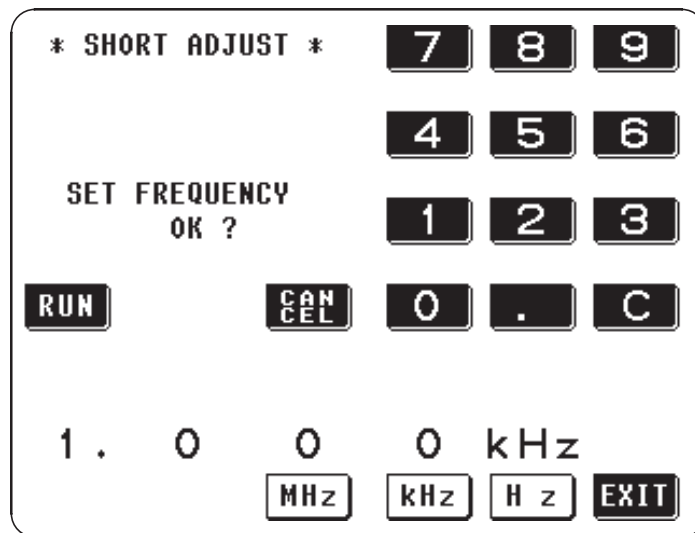 * SHORT ADJUST *
7 8 9
4 5 6
SET FREQUENCY
OK ?
1 2 3
RUN
CAN
CEL
0 . C
1. 0 0 0 kHz
MHz kHz H z EXIT